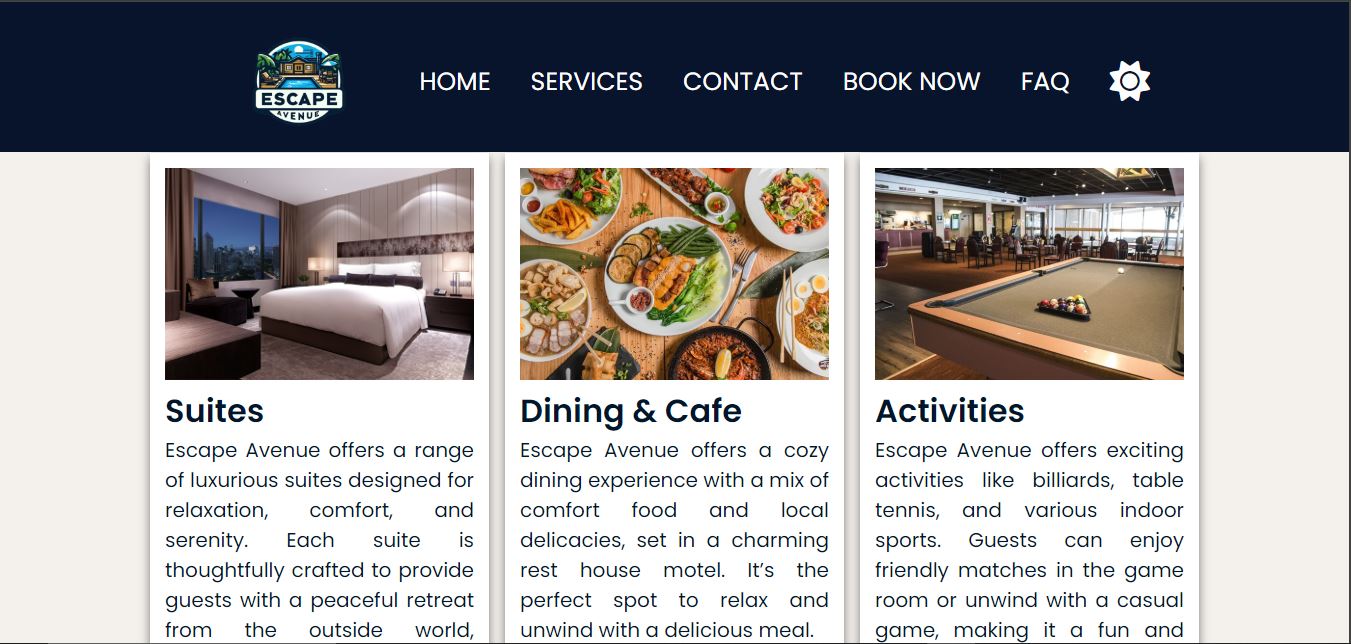 ESCAPE
AVENUE
HOME SERVICES CONTACT BOOK NOW FAQ
Suites
Escape Avenue offers a range
of luxurious suites designed for
relaxation, comfort, and
serenity. Each suite is
thoughtfully crafted to provide
guests with a peaceful retreat
from the outside world,
Dining & Cafe
Escape Avenue offers a cozy
dining experience with a mix of
comfort food and local
delicacies, set in a charming
rest house motel. It’s the
perfect spot to relax and
unwind with a delicious meal.
Activities
Escape Avenue offers exciting
activities like billiards, table
tennis, and various indoor
sports. Guests can enjoy
friendly matches in the game
room or unwind with a casual
game, making it a fun and